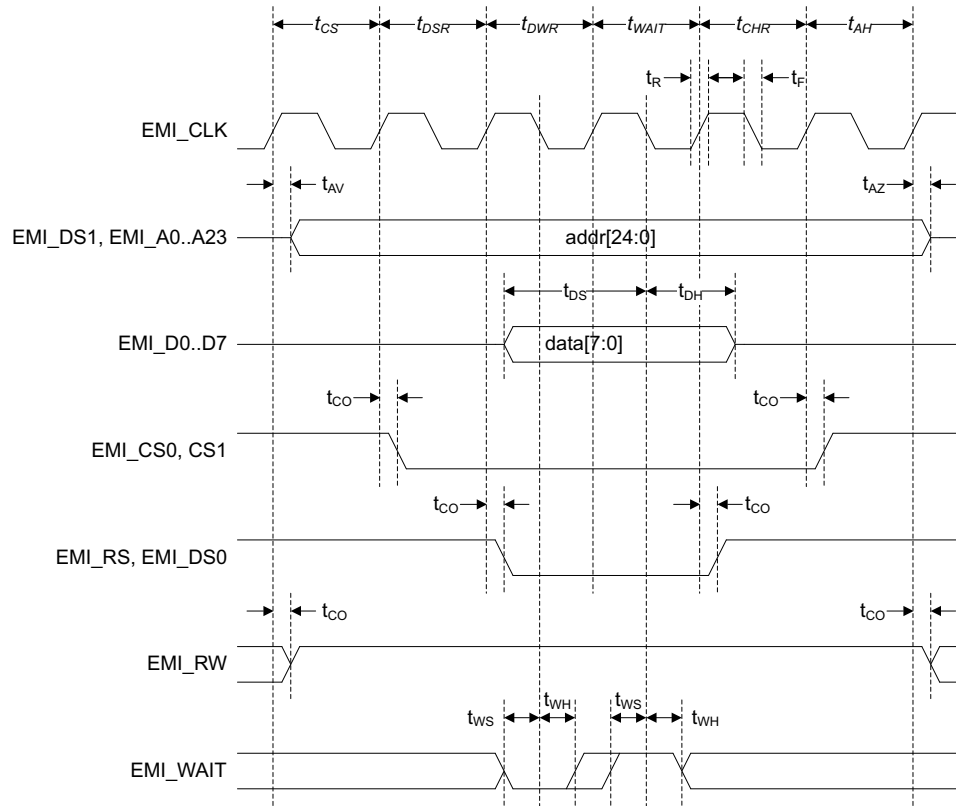 tCS tDSR tDWR tWAIT tCHR tAH
tR tF
EMI_CLK
tAV tAZ
EMI_DS1, EMI_A0..A23 addr[24:0]
tDS tDH
EMI_D0..D7 data[7:0]
tCO tCO
EMI_CS0, CS1
tCO tCO
EMI_RS, EMI_DS0
tCO tCO
EMI_RW
tWS tWH tWS tWH
EMI_WAIT